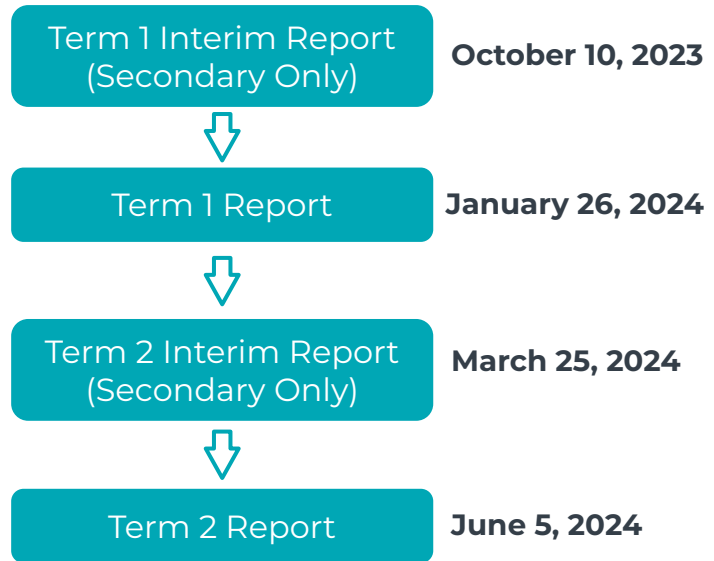 Term 1 Interim Report
(Secondary Only)
October 10, 2023
Term 1 Report
January 26, 2024
Term 2 Interim Report
(Secondary Only)
March 25, 2024
Term 2 Report
June 5, 2024